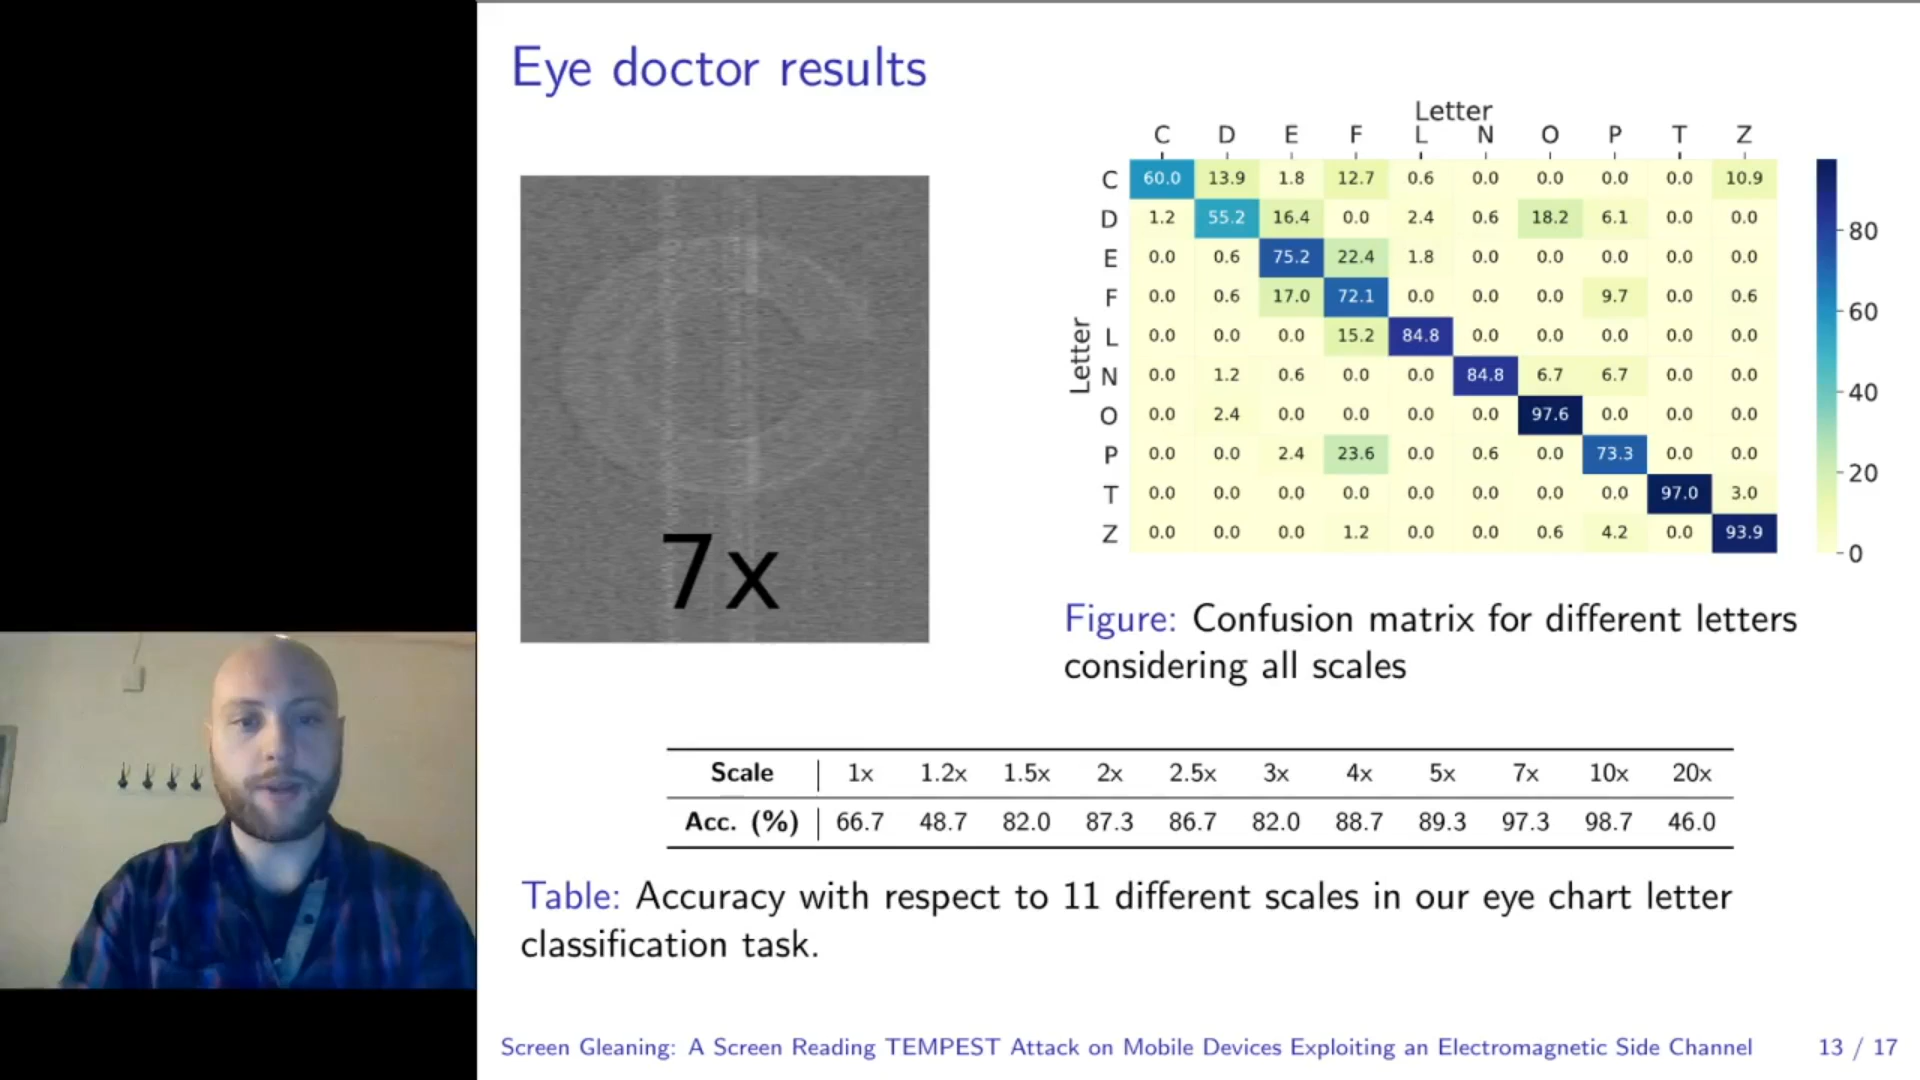 Eye doctor results
7x
Letter
C D E F L N O P T Z
Letter
C 60.0 13.9 1.8 12.7 0.6 0.0 0.0 0.0 0.0 10.9
D 1.2 55.2 16.4 0.0 2.4 0.6 18.2 6.1 0.0 0.0
E 0.0 0.6 75.2 22.4 1.8 0.0 0.0 0.0 0.0 0.0
F 0.0 0.6 17.0 72.1 0.0 0.0 0.0 9.7 0.0 0.6
L 0.0 0.0 0.0 15.2 84.8 0.0 0.0 0.0 0.0 0.0
N 0.0 1.2 0.6 0.0 0.0 84.8 6.7 6.7 0.0 0.0
O 0.0 2.4 0.0 0.0 0.0 0.0 97.6 0.0 0.0 0.0
P 0.0 0.0 2.4 23.6 0.0 0.6 0.0 73.3 0.0 0.0
T 0.0 0.0 0.0 0.0 0.0 0.0 0.0 0.0 97.0 3.0
Z 0.0 0.0 0.0 1.2 0.0 0.0 0.6 4.2 0.0 93.9
80
60
40
20
0
Figure: Confusion matrix for different letters
considering all scales
Scale 1x 1.2x 1.5x 2x 2.5x 3x 4x 5x 7x 10x 20x
Acc. (%) 66.7 48.7 82.0 87.3 86.7 82.0 88.7 89.3 97.3 98.7 46.0
Table: Accuracy with respect to 11 different scales in our eye chart letter
classification task.
Screen Gleaning: A Screen Reading TEMPEST Attack on Mobile Devices Exploiting an Electromagnetic Side Channel 13 / 17